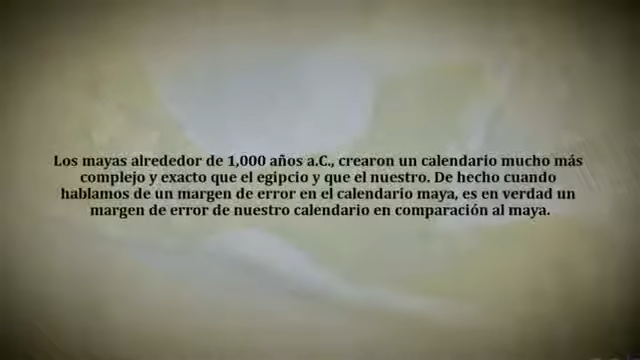 Los mayas alrededor de 1,000 años a.C., crearon un calendario mucho más
complejo y exacto que el egipcio y que el nuestro. De hecho cuando
hablamos de un margen de error en el calendario maya, es en verdad un
margen de error de nuestro calendario en comparación al maya.